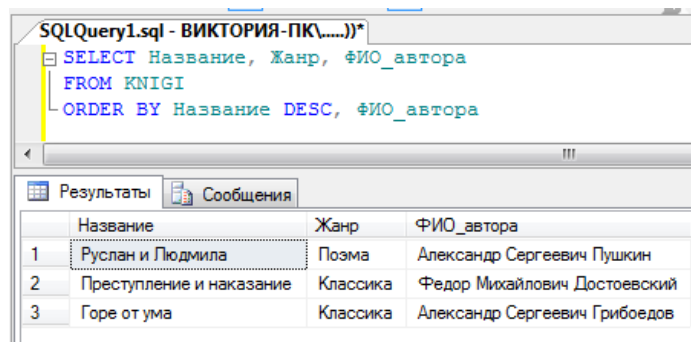 SQLQuery1.sql - ВИКТОРИЯ-ПК\.....))*
SELECT Название, Жанр, ФИО_автора
FROM KNIGI
ORDER BY Название DESC, ФИО_автора
Результаты Сообщения
Название Жанр ФИО_автора
1 Руслан и Людмила Поэма Александр Сергеевич Пушкин
2 Преступление и наказание Классика Федор Михайлович Достоевский
3 Горе от ума Классика Александр Сергеевич Грибоедов